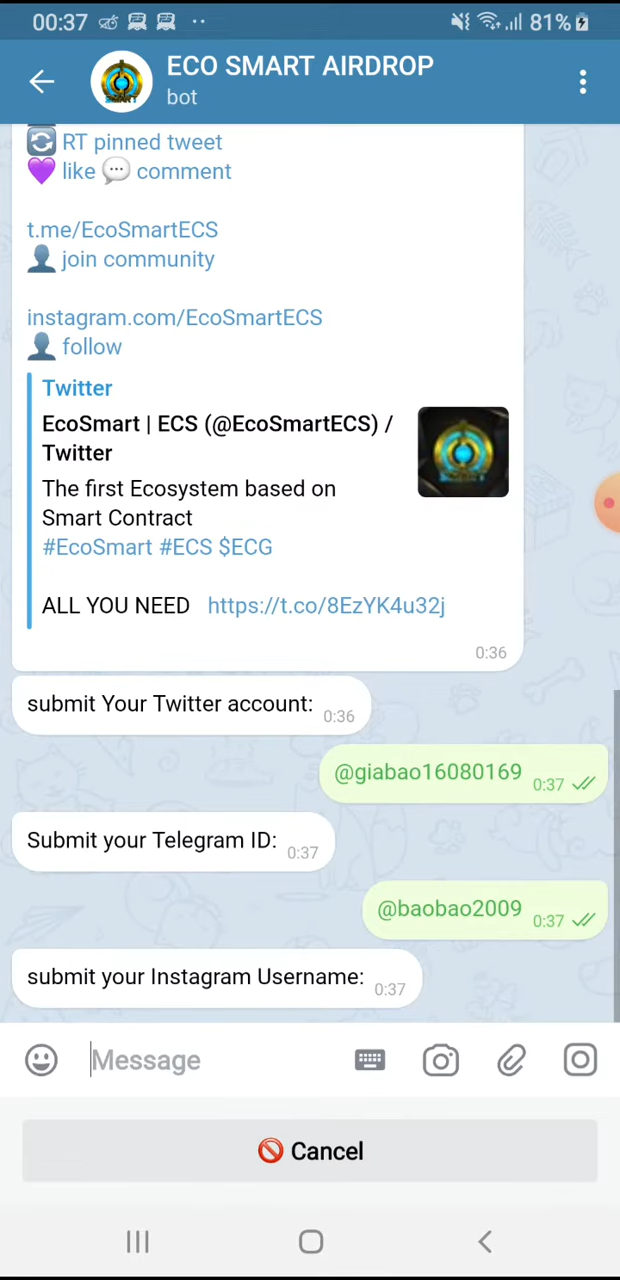 00:37 81%
ECO SMART AIRDROP
bot
RT pinned tweet
like comment
t.me/EcoSmartECS
join community
instagram.com/EcoSmartECS
follow
Twitter
EcoSmart | ECS (@EcoSmartECS) /
Twitter
The first Ecosystem based on
Smart Contract
#EcoSmart #ECS $ECG
ALL YOU NEED https://t.co/8EzYK4u32j
0:36
submit Your Twitter account: 0:36
@giabao16080169 0:37
Submit your Telegram ID: 0:37
@baobao2009 0:37
submit your Instagram Username: 0:37
Message
Cancel